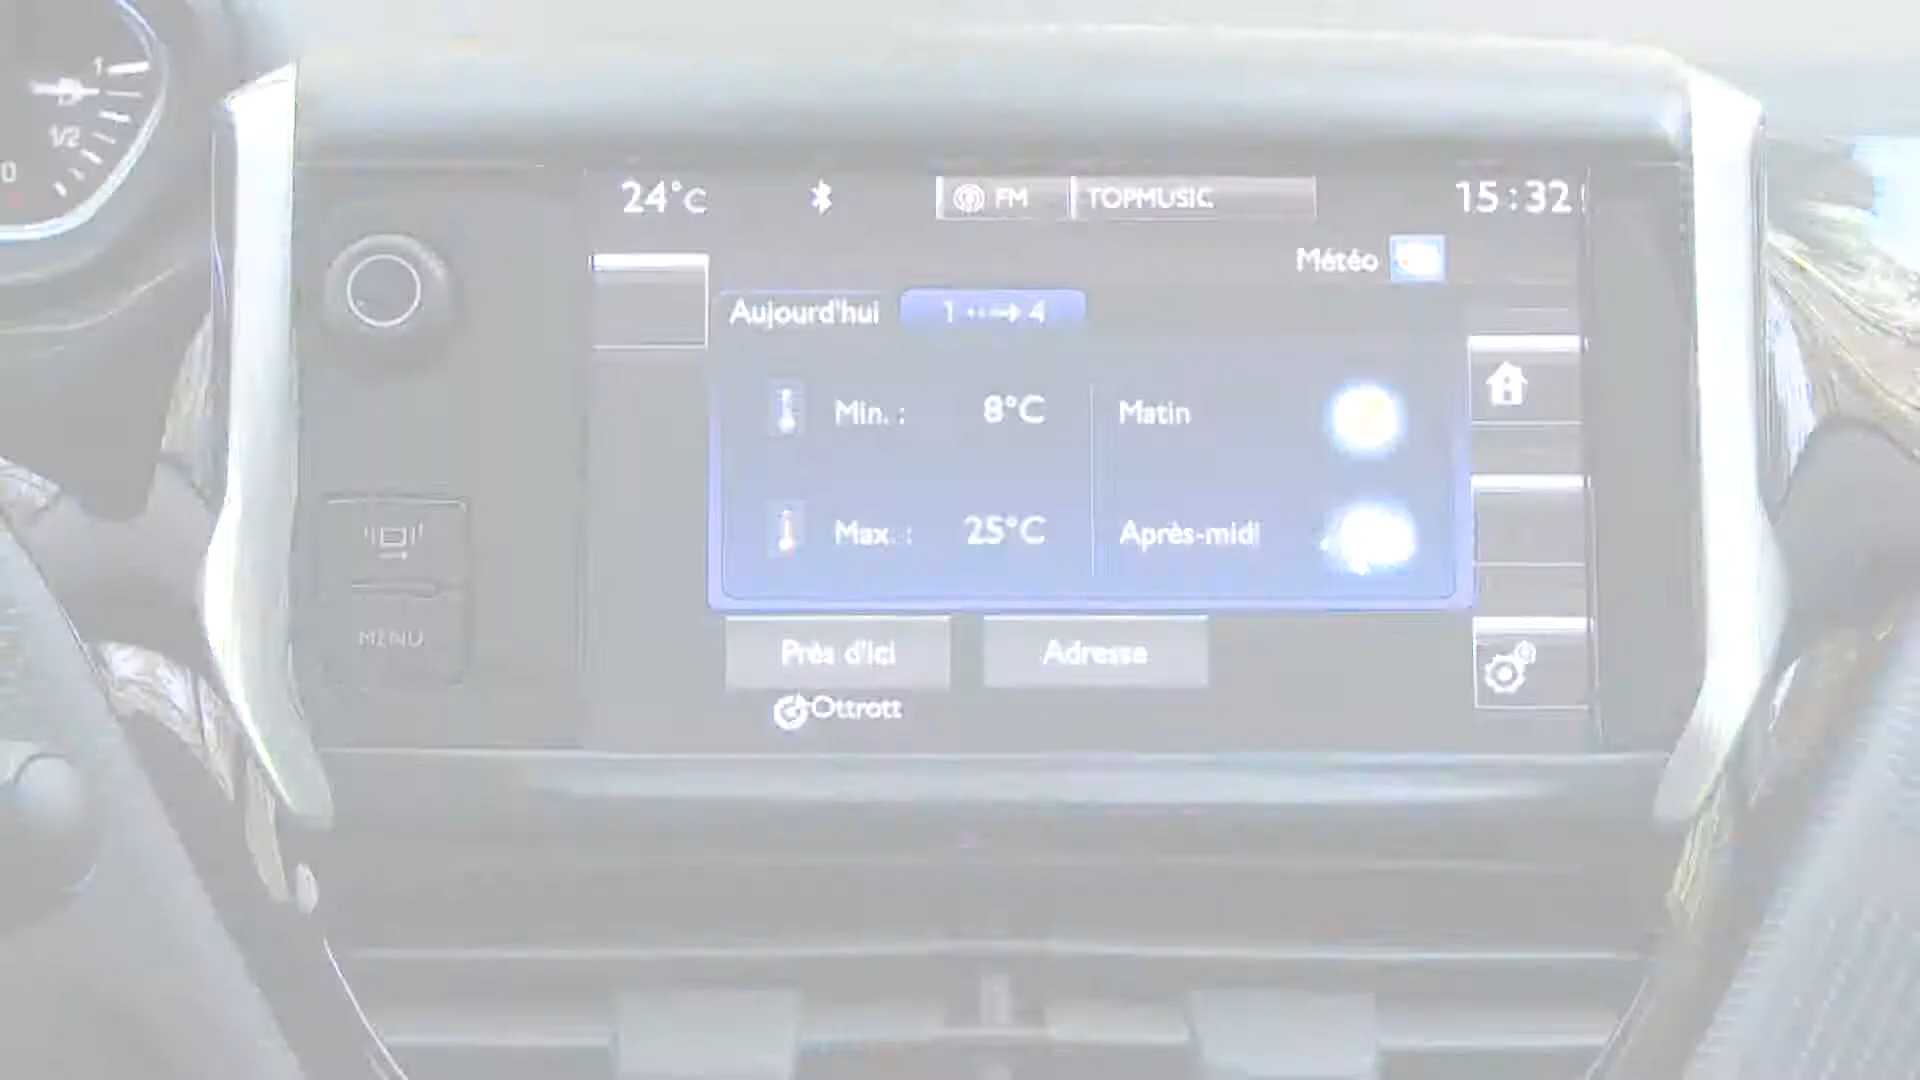 1
1/2
0
24°C FM TOPMUSIC 15:32
Météo
Aujourd'hui 1 4
Min. : 8°C Matin
Max. : 25°C Après-midi
MENU
Près d'ici Adresse
Ottrott